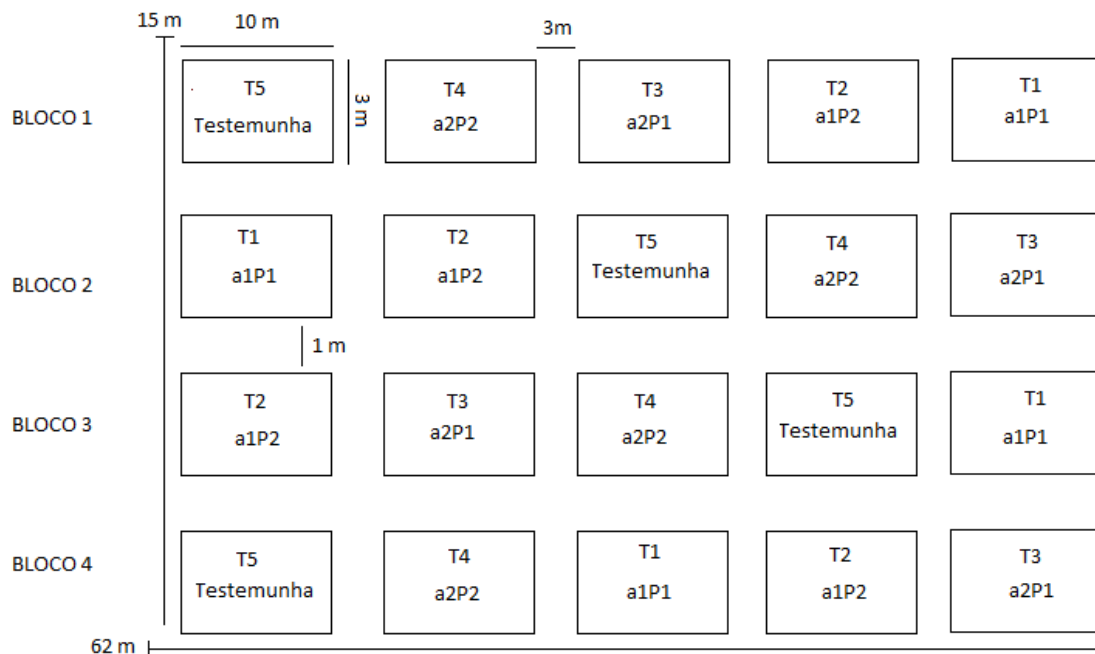 15 m
10 m
3m
BLOCO 1
T5
Testemunha
3 m
T4
a2P2
T3
a2P1
T2
a1P2
T1
a1P1
BLOCO 2
T1
a1P1
T2
a1P2
T5
Testemunha
T4
a2P2
T3
a2P1
1 m
BLOCO 3
T2
a1P2
T3
a2P1
T4
a2P2
T5
Testemunha
T1
a1P1
BLOCO 4
T5
Testemunha
T4
a2P2
T1
a1P1
T2
a1P2
T3
a2P1
62 m